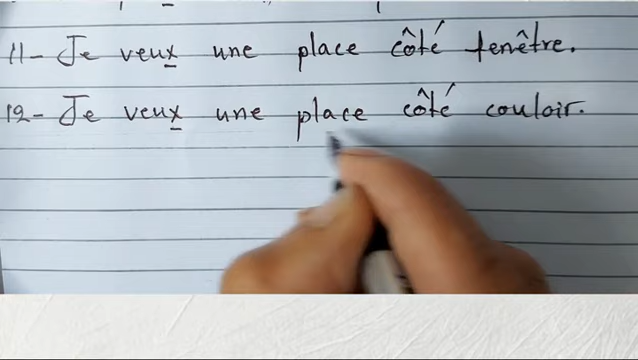 11- Je veux une place côté fenêtre.
12- Je veux une place côté couloir.